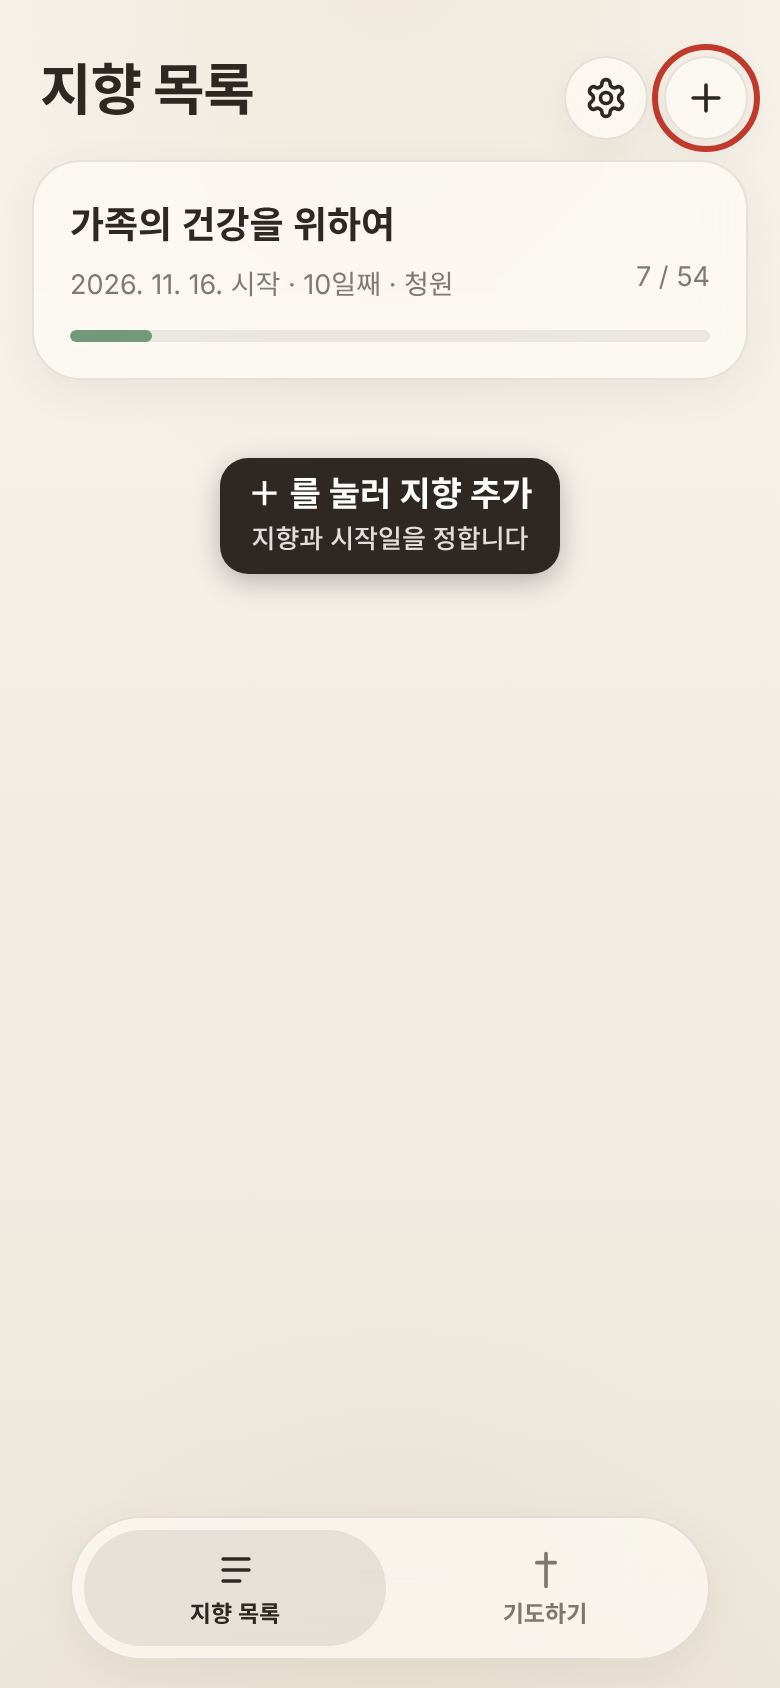 지향 목록
가족의 건강을 위하여
2026. 11. 16. 시작 · 10일째 · 청원
7 / 54
+ 를 눌러 지향 추가
지향과 시작일을 정합니다
지향 목록
기도하기